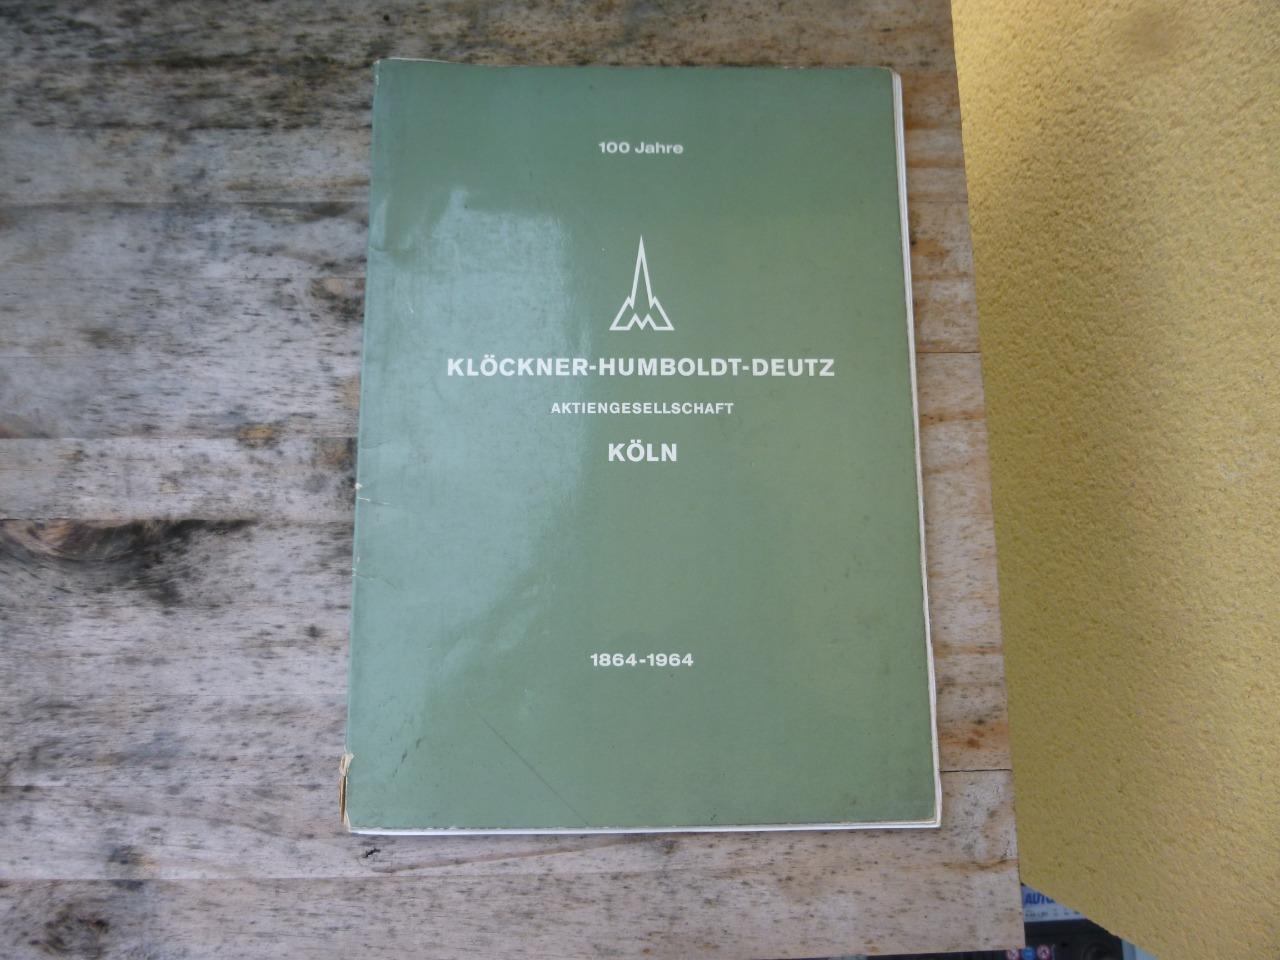 100 Jahre
KLÖCKNER-HUMBOLDT-DEUTZ
AKTIENGESELLSCHAFT
KÖLN
1864-1964